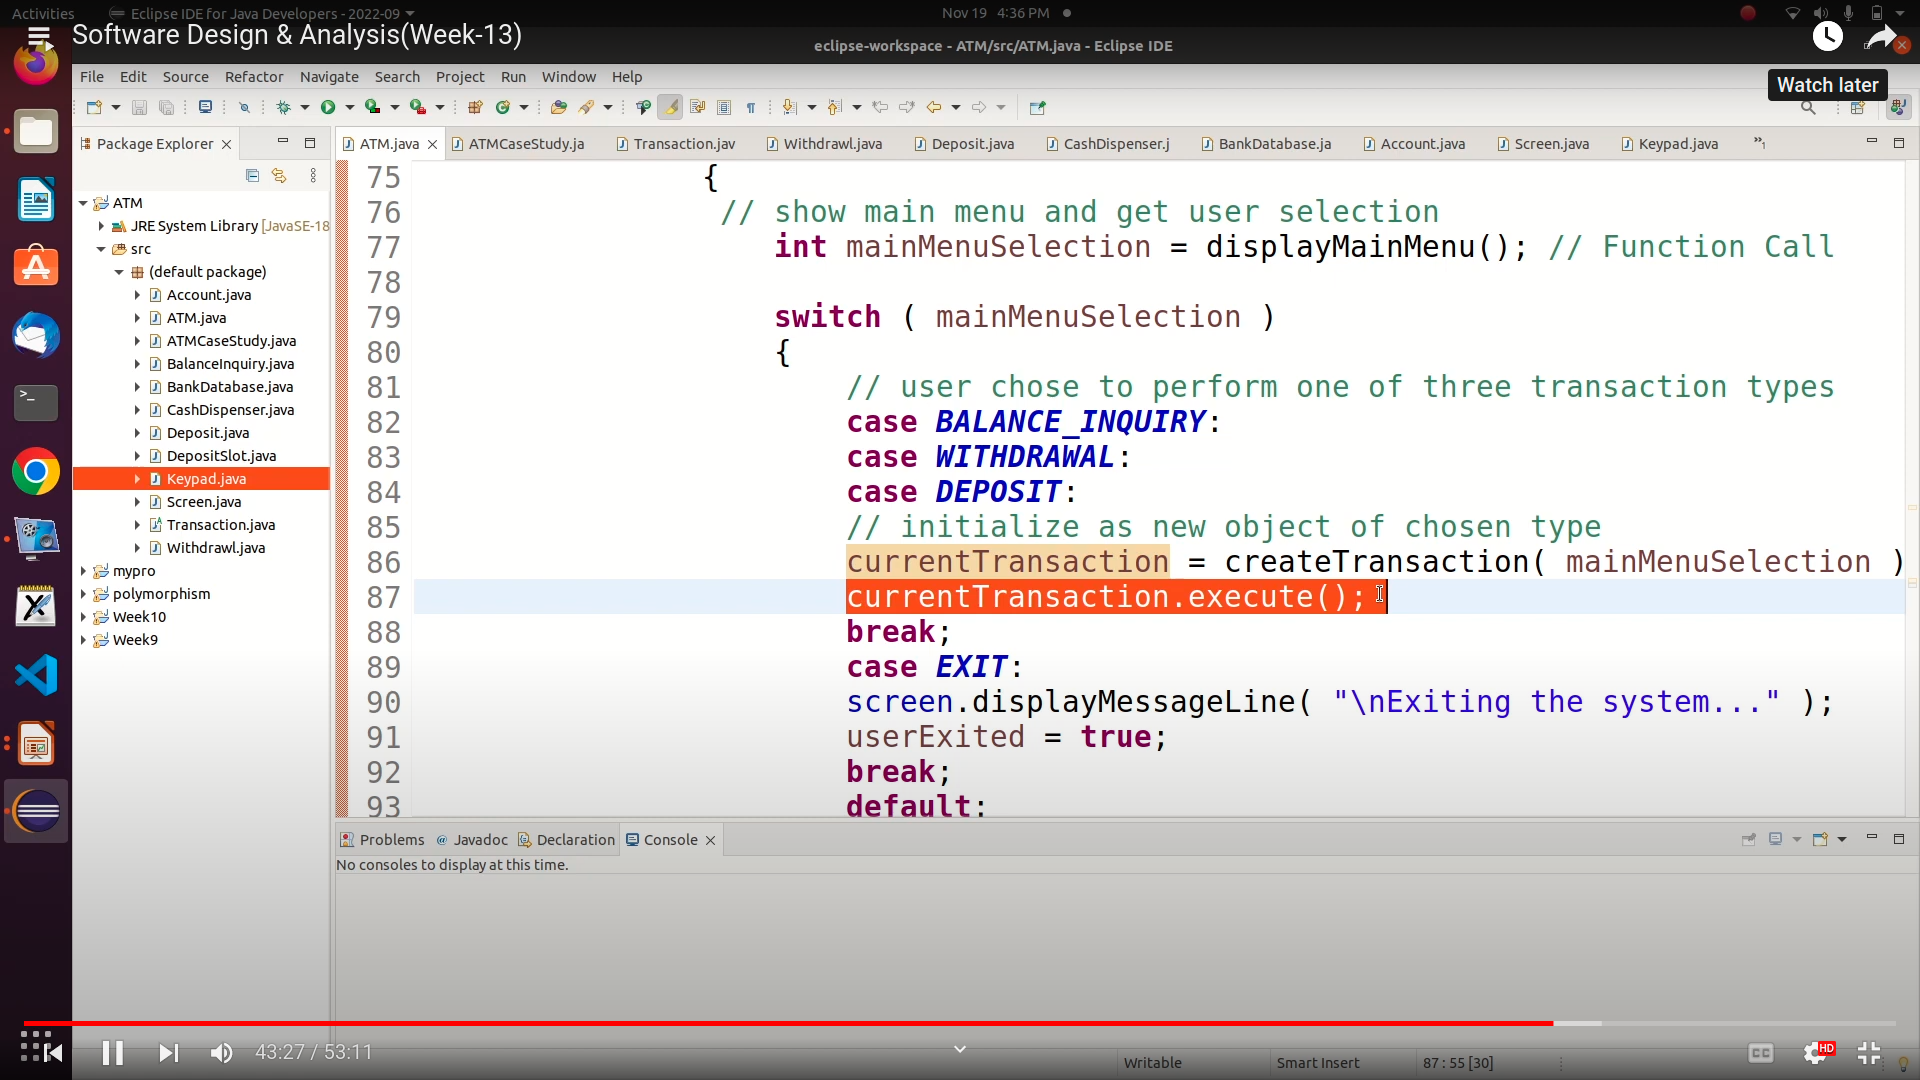 Activities Eclipse IDE for Java Developers - 2022-09 Nov 19 4:36 PM
Software Design & Analysis(Week-13)
eclipse-workspace - ATM/src/ATM.java - Eclipse IDE
File Edit Source Refactor Navigate Search Project Run Window Help
Watch later
Package Explorer
ATM.java ATMCaseStudy.ja Transaction.jav Withdrawl.java Deposit.java CashDispenser.j BankDatabase.ja Account.java Screen.java Keypad.java »1
ATM
JRE System Library [JavaSE-18
src
(default package)
Account.java
ATM.java
ATMCaseStudy.java
BalanceInquiry.java
BankDatabase.java
CashDispenser.java
Deposit.java
DepositSlot.java
Keypad.java
Screen.java
Transaction.java
Withdrawl.java
mypro
polymorphism
Week10
Week9
75 {
76 // show main menu and get user selection
77 int mainMenuSelection = displayMainMenu(); // Function Call
78
79 switch ( mainMenuSelection )
80 {
81 // user chose to perform one of three transaction types
82 case BALANCE_INQUIRY:
83 case WITHDRAWAL:
84 case DEPOSIT:
85 // initialize as new object of chosen type
86 currentTransaction = createTransaction( mainMenuSelection )
87 currentTransaction.execute();
88 break;
89 case EXIT:
90 screen.displayMessageLine( "\nExiting the system..." );
91 userExited = true;
92 break;
93 default:
Problems Javadoc Declaration Console
No consoles to display at this time.
43:27 / 53:11
CC HD
Writable Smart Insert 87 : 55 [30]